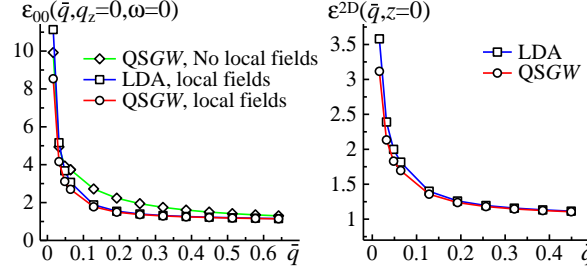 ε₀₀(q̄,q_z=0,ω=0)
10
8
6
4
2
0
0 0.1 0.2 0.3 0.4 0.5 0.6 q̄
QSGW, No local fields
LDA, local fields
QSGW, local fields
ε²ᴰ(q̄,z=0)
3.5
3
2.5
2
1.5
1
0 0.1 0.2 0.3 0.4 q̄
LDA
QSGW